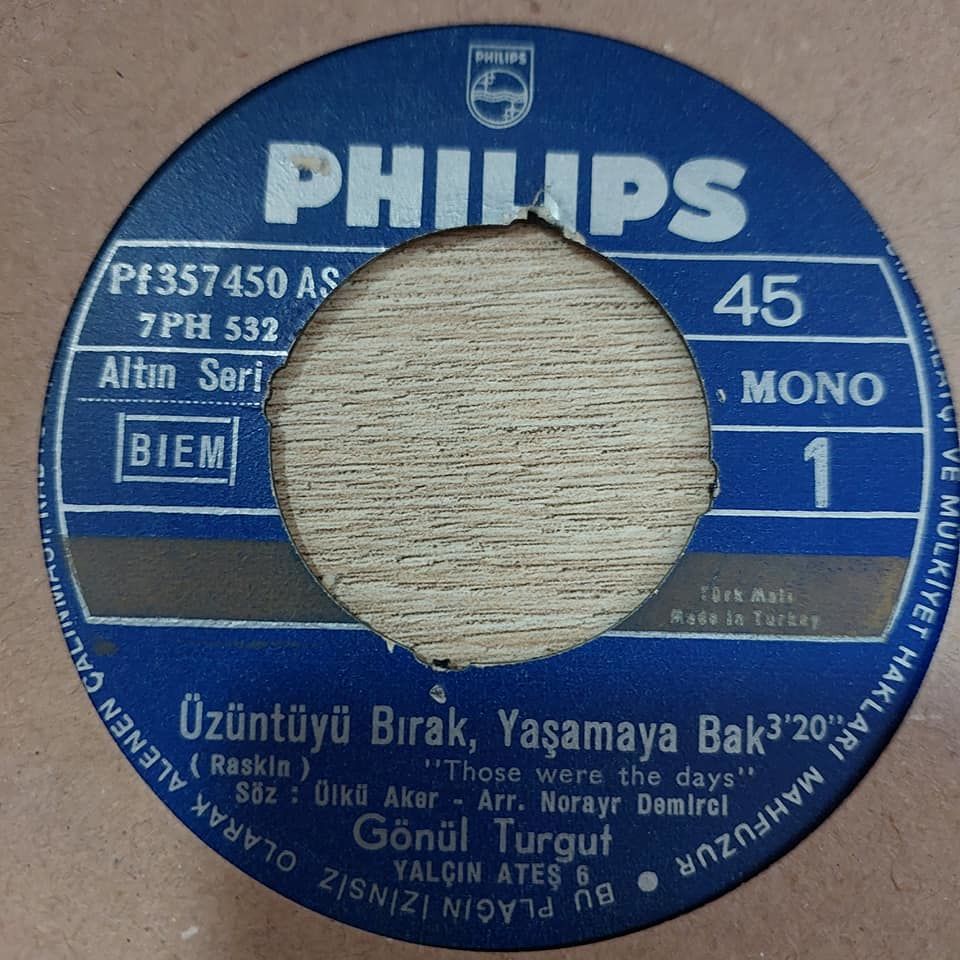 PHILIPS
PHILIPS
Pf 357450 AS
7PH 532
Altın Seri
BIEM
45
MONO
1
Türk Malı
Made in Turkey
Üzüntüyü Bırak, Yaşamaya Bak 3'20"
(Raskin) "Those were the days"
Söz : Ülkü Aker - Arr. Norayr Demirci
Gönül Turgut
YALÇIN ATEŞ 6
VE MÜLKİYET HAKLARI MAHFUZUR
BU PLAĞIN İZİNSİZ OLARAK ALENEN ÇALINMASI